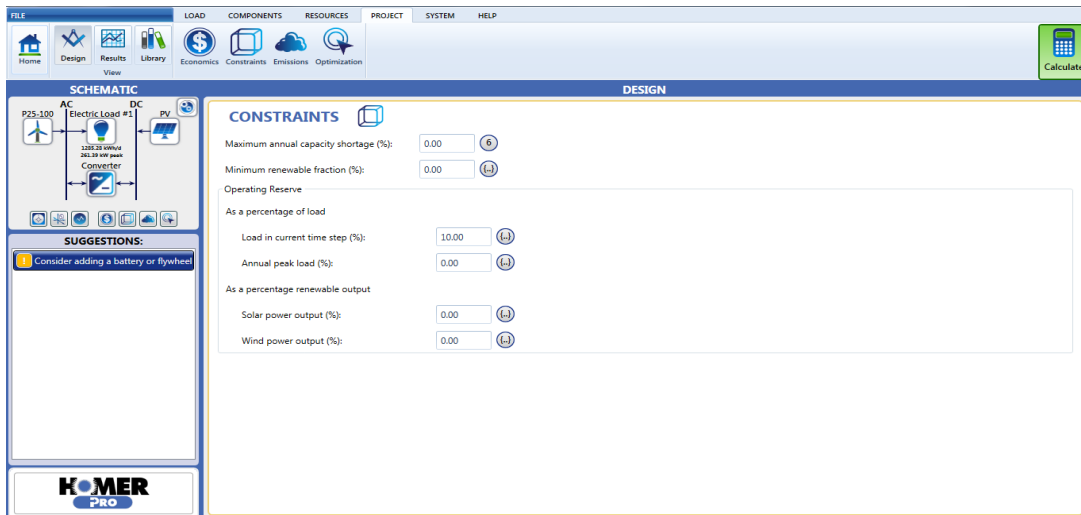 FILE LOAD COMPONENTS RESOURCES PROJECT SYSTEM HELP
Home Design Results Library Economics Constraints Emissions Optimization Calculate
View
SCHEMATIC
AC DC
P25-100 Electric Load #1 PV
1285.28 kWh/d
261.39 kW peak
Converter
SUGGESTIONS:
! Consider adding a battery or flywheel
HOMER
PRO
DESIGN
CONSTRAINTS
Maximum annual capacity shortage (%): 0.00 6
Minimum renewable fraction (%): 0.00 {..}
Operating Reserve
As a percentage of load
Load in current time step (%): 10.00 {..}
Annual peak load (%): 0.00 {..}
As a percentage renewable output
Solar power output (%): 0.00 {..}
Wind power output (%): 0.00 {..}